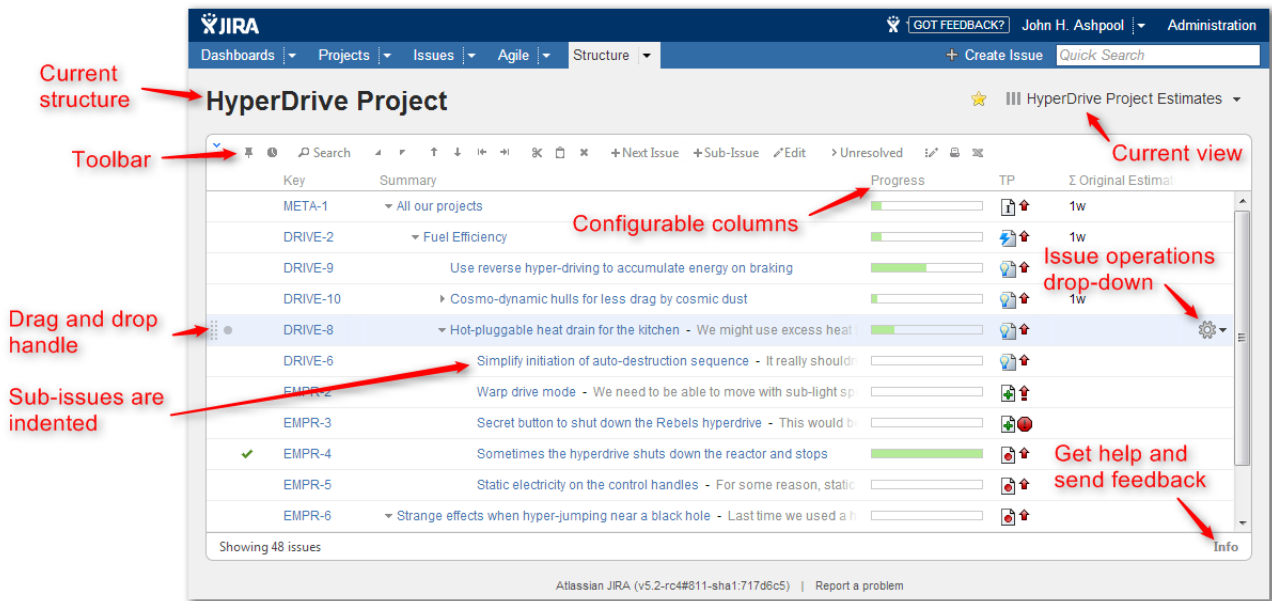 JIRA
GOT FEEDBACK? John H. Ashpool Administration
Dashboards Projects Issues Agile Structure + Create Issue Quick Search
Current
structure
HyperDrive Project
HyperDrive Project Estimates
Toolbar
Search + Next Issue + Sub-Issue Edit > Unresolved
Current view
Key Summary Progress TP Σ Original Estimat
META-1 All our projects 1w
Configurable columns
DRIVE-2 Fuel Efficiency 1w
Issue operations
drop-down
DRIVE-9 Use reverse hyper-driving to accumulate energy on braking
DRIVE-10 Cosmo-dynamic hulls for less drag by cosmic dust 1w
Drag and drop
handle
DRIVE-8 Hot-pluggable heat drain for the kitchen - We might use excess heat
DRIVE-6 Simplify initiation of auto-destruction sequence - It really shouldn
Sub-issues are
indented
EMPR-2 Warp drive mode - We need to be able to move with sub-light sp
EMPR-3 Secret button to shut down the Rebels hyperdrive - This would b
EMPR-4 Sometimes the hyperdrive shuts down the reactor and stops
Get help and
send feedback
EMPR-5 Static electricity on the control handles - For some reason, static
EMPR-6 Strange effects when hyper-jumping near a black hole - Last time we used a h
Showing 48 issues Info
Atlassian JIRA (v5.2-rc4#811-sha1:717d6c5) | Report a problem